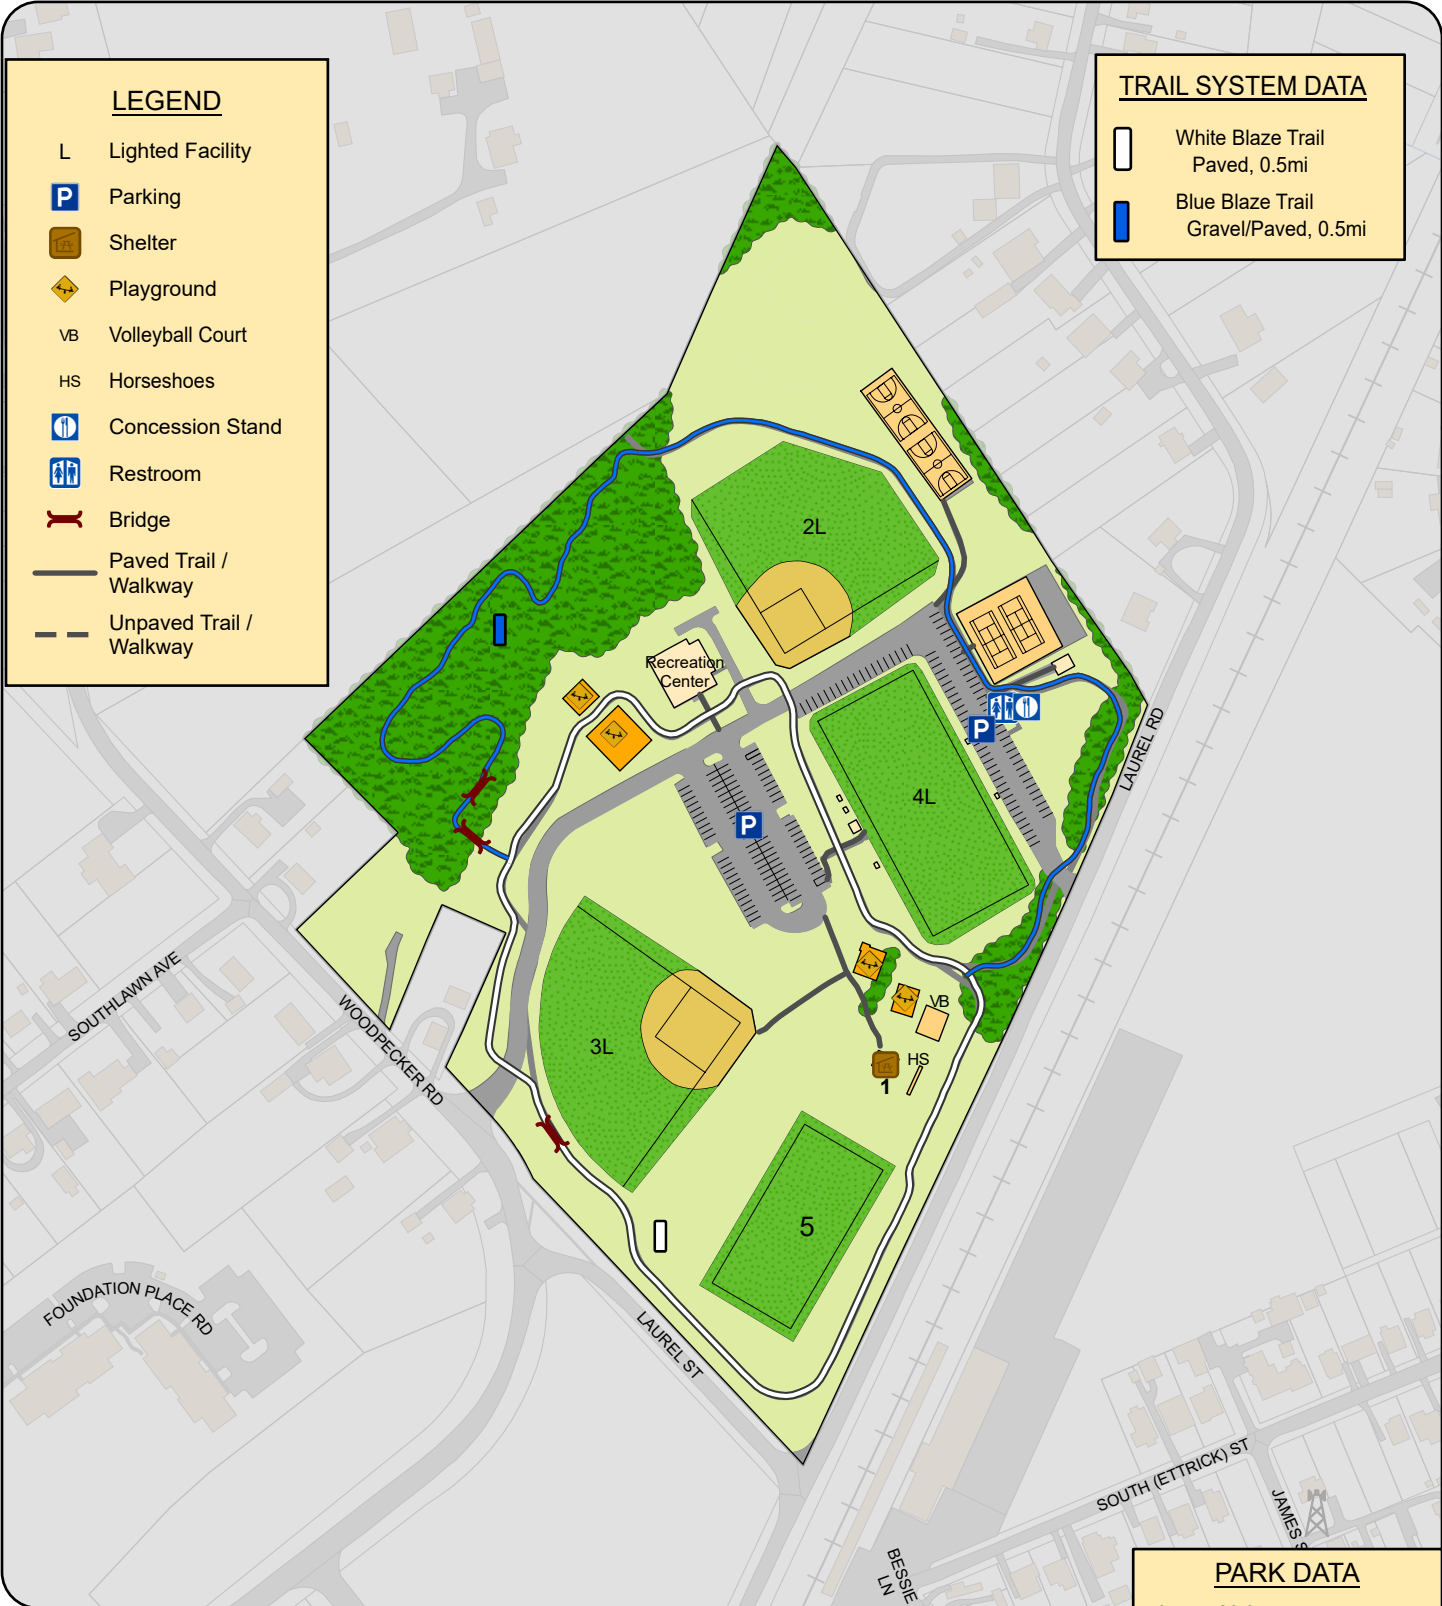 LEGEND
L Lighted Facility
P Parking
Shelter
Playground
VB Volleyball Court
HS Horseshoes
Concession Stand
Restroom
Bridge
Paved Trail /
Walkway
Unpaved Trail /
Walkway
TRAIL SYSTEM DATA
White Blaze Trail
Paved, 0.5mi
Blue Blaze Trail
Gravel/Paved, 0.5mi
2L
Recreation
Center
P
P
4L
LAUREL RD
3L
VB
HS
1
5
SOUTHLAWN AVE
WOODPECKER RD
FOUNDATION PLACE RD
LAUREL ST
SOUTH (ETTRICK) ST
JAMES S
BESSIE
LN
PARK DATA